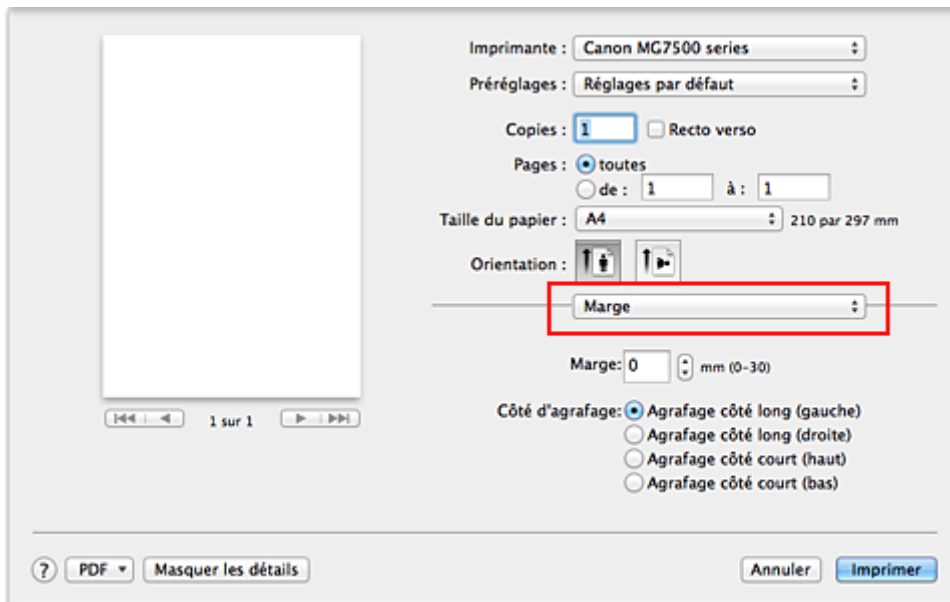 Imprimante : Canon MG7500 series
Préréglages : Réglages par défaut
Copies : 1 Recto verso
Pages : toutes
de : 1 à : 1
Taille du papier : A4 210 par 297 mm
Orientation :
Marge
Marge: 0 mm (0-30)
1 sur 1
Côté d'agrafage: Agrafage côté long (gauche)
Agrafage côté long (droite)
Agrafage côté court (haut)
Agrafage côté court (bas)
? PDF Masquer les détails Annuler Imprimer